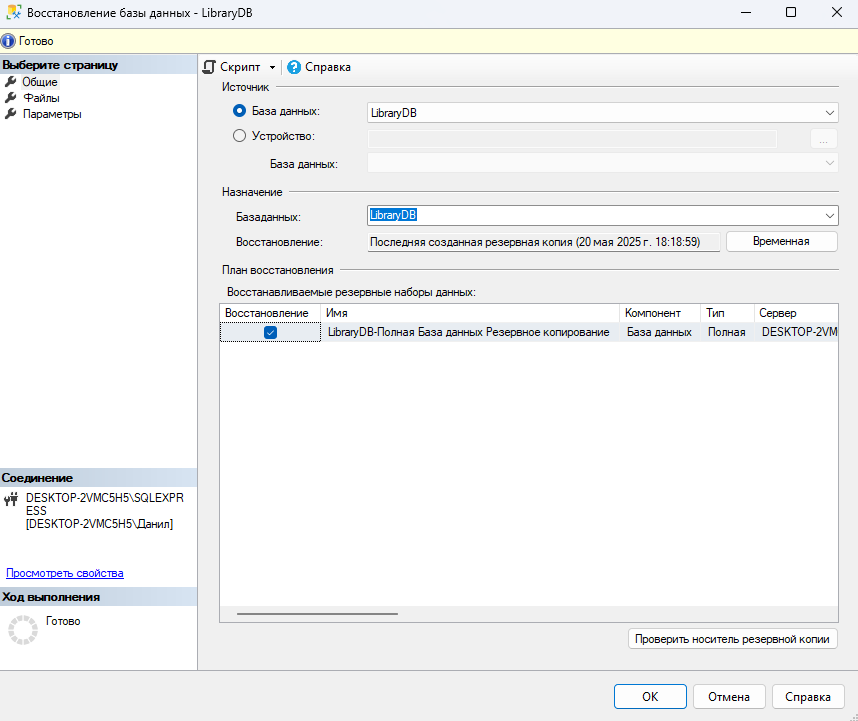 Восстановление базы данных - LibraryDB
Готово
Выберите страницу
Общие
Файлы
Параметры
Соединение
DESKTOP-2VMC5H5\SQLEXPR
ESS
[DESKTOP-2VMC5H5\Данил]
Просмотреть свойства
Ход выполнения
Готово
Скрипт
Справка
Источник
База данных:
LibraryDB
Устройство:
...
База данных:
Назначение
Базаданных:
LibraryDB
Восстановление:
Последняя созданная резервная копия (20 мая 2025 г. 18:18:59)
Временная
План восстановления
Восстанавливаемые резервные наборы данных:
Восстановление Имя Компонент Тип Сервер
LibraryDB-Полная База данных Резервное копирование База данных Полная DESKTOP-2VM
Проверить носитель резервной копии
ОК
Отмена
Справка